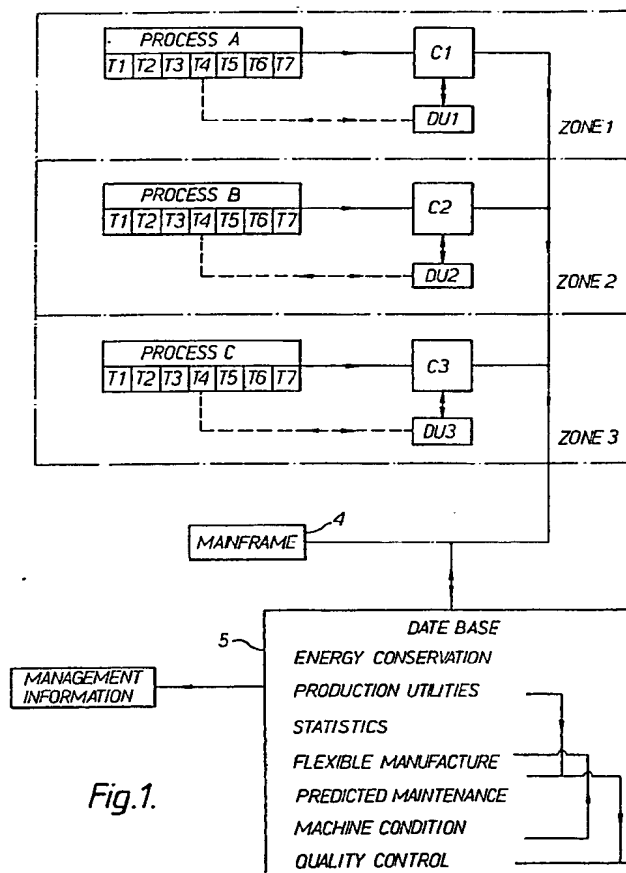 PROCESS A
T1 T2 T3 T4 T5 T6 T7
C1
DU1
ZONE 1
PROCESS B
T1 T2 T3 T4 T5 T6 T7
C2
DU2
ZONE 2
PROCESS C
T1 T2 T3 T4 T5 T6 T7
C3
DU3
ZONE 3
MAINFRAME
4
5
DATE BASE
ENERGY CONSERVATION
PRODUCTION UTILITIES
STATISTICS
FLEXIBLE MANUFACTURE
PREDICTED MAINTENANCE
MACHINE CONDITION
QUALITY CONTROL
MANAGEMENT
INFORMATION
Fig.1.